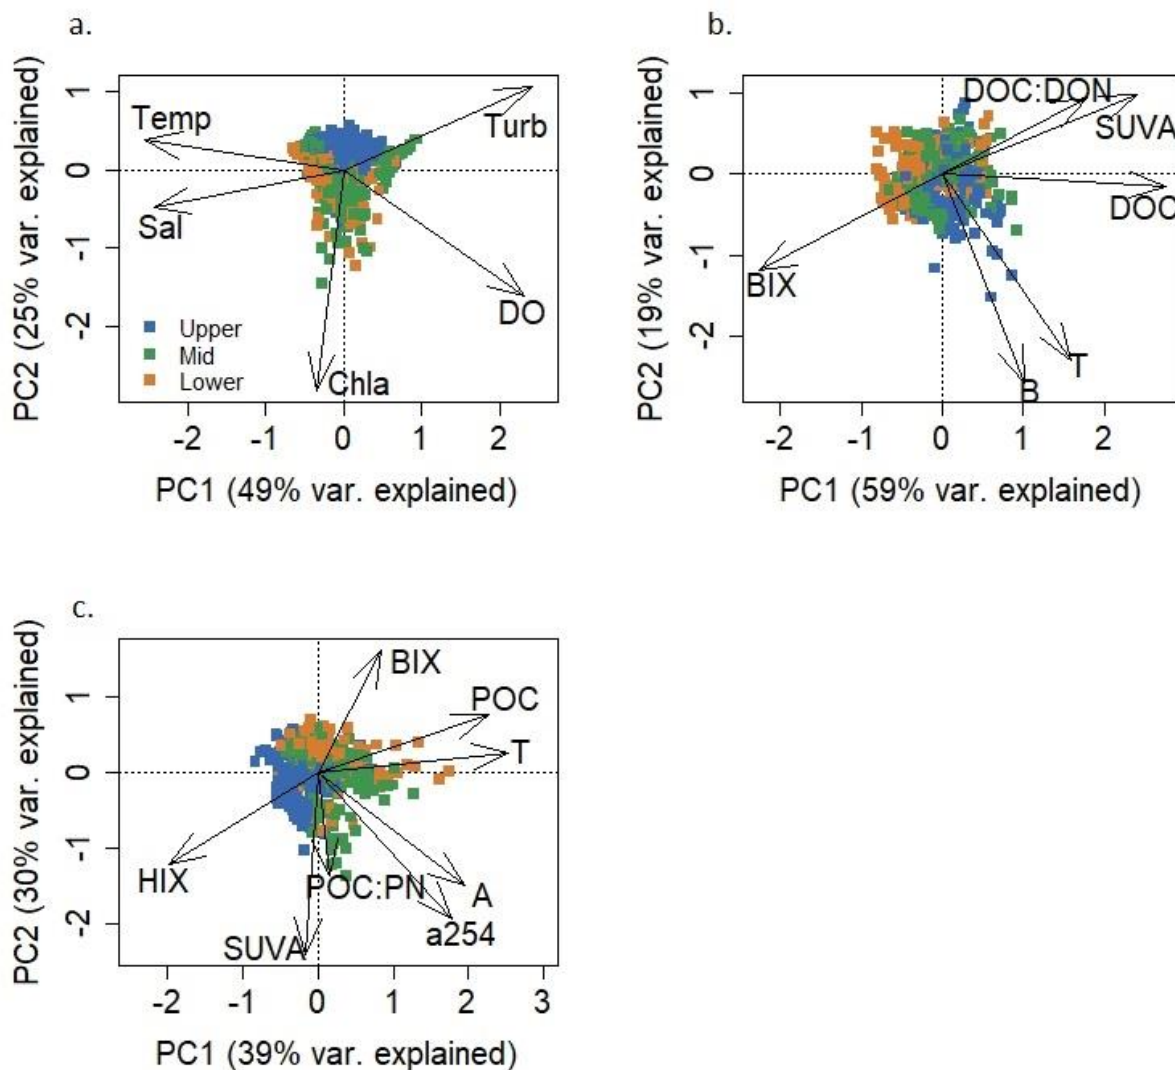 a.
PC2 (25% var. explained)
1
0
-1
-2
Temp
Turb
Sal
DO
Chla
Upper
Mid
Lower
-2 -1 0 1 2
PC1 (49% var. explained)
b.
PC2 (19% var. explained)
1
0
-1
-2
DOC:DON
SUVA
DOC
BIX
T
B
-2 -1 0 1 2
PC1 (59% var. explained)
c.
PC2 (30% var. explained)
1
0
-1
-2
BIX
POC
T
HIX
POC:PN
A
a254
SUVA
-2 -1 0 1 2 3
PC1 (39% var. explained)